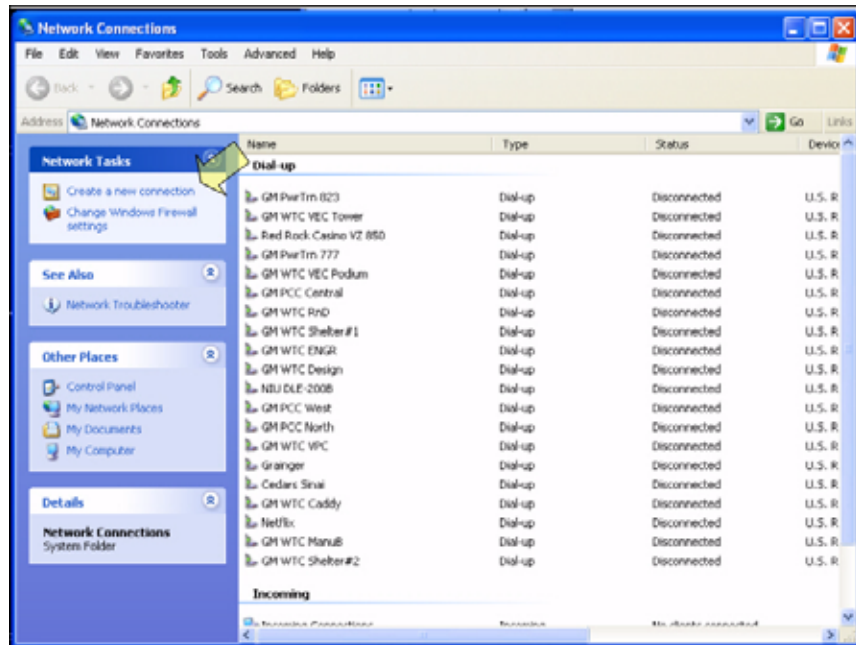 Network Connections
File Edit View Favorites Tools Advanced Help
Back Search Folders
Address Network Connections Go Links
Network Tasks
Create a new connection
Change Windows Firewall
settings
See Also
Network Troubleshooter
Other Places
Control Panel
My Network Places
My Documents
My Computer
Details
Network Connections
System Folder
Name Type Status Device
Dial-up
GM PwrTrn 823 Dial-up Disconnected U.S. R
GM WTC VEC Tower Dial-up Disconnected U.S. R
Red Rock Casino VZ 850 Dial-up Disconnected U.S. R
GM PwrTrn 777 Dial-up Disconnected U.S. R
GM WTC VEC Podium Dial-up Disconnected U.S. R
GM PCC Central Dial-up Disconnected U.S. R
GM WTC RnD Dial-up Disconnected U.S. R
GM WTC Shelter#1 Dial-up Disconnected U.S. R
GM WTC ENGR Dial-up Disconnected U.S. R
GM WTC Design Dial-up Disconnected U.S. R
NIU DLE-2008 Dial-up Disconnected U.S. R
GM PCC West Dial-up Disconnected U.S. R
GM PCC North Dial-up Disconnected U.S. R
GM WTC VPC Dial-up Disconnected U.S. R
Grainger Dial-up Disconnected U.S. R
Cedars Sinai Dial-up Disconnected U.S. R
GM WTC Caddy Dial-up Disconnected U.S. R
Netflix Dial-up Disconnected U.S. R
GM WTC ManuB Dial-up Disconnected U.S. R
GM WTC Shelter#2 Dial-up Disconnected U.S. R
Incoming
Incoming Connections Incoming No clients connected